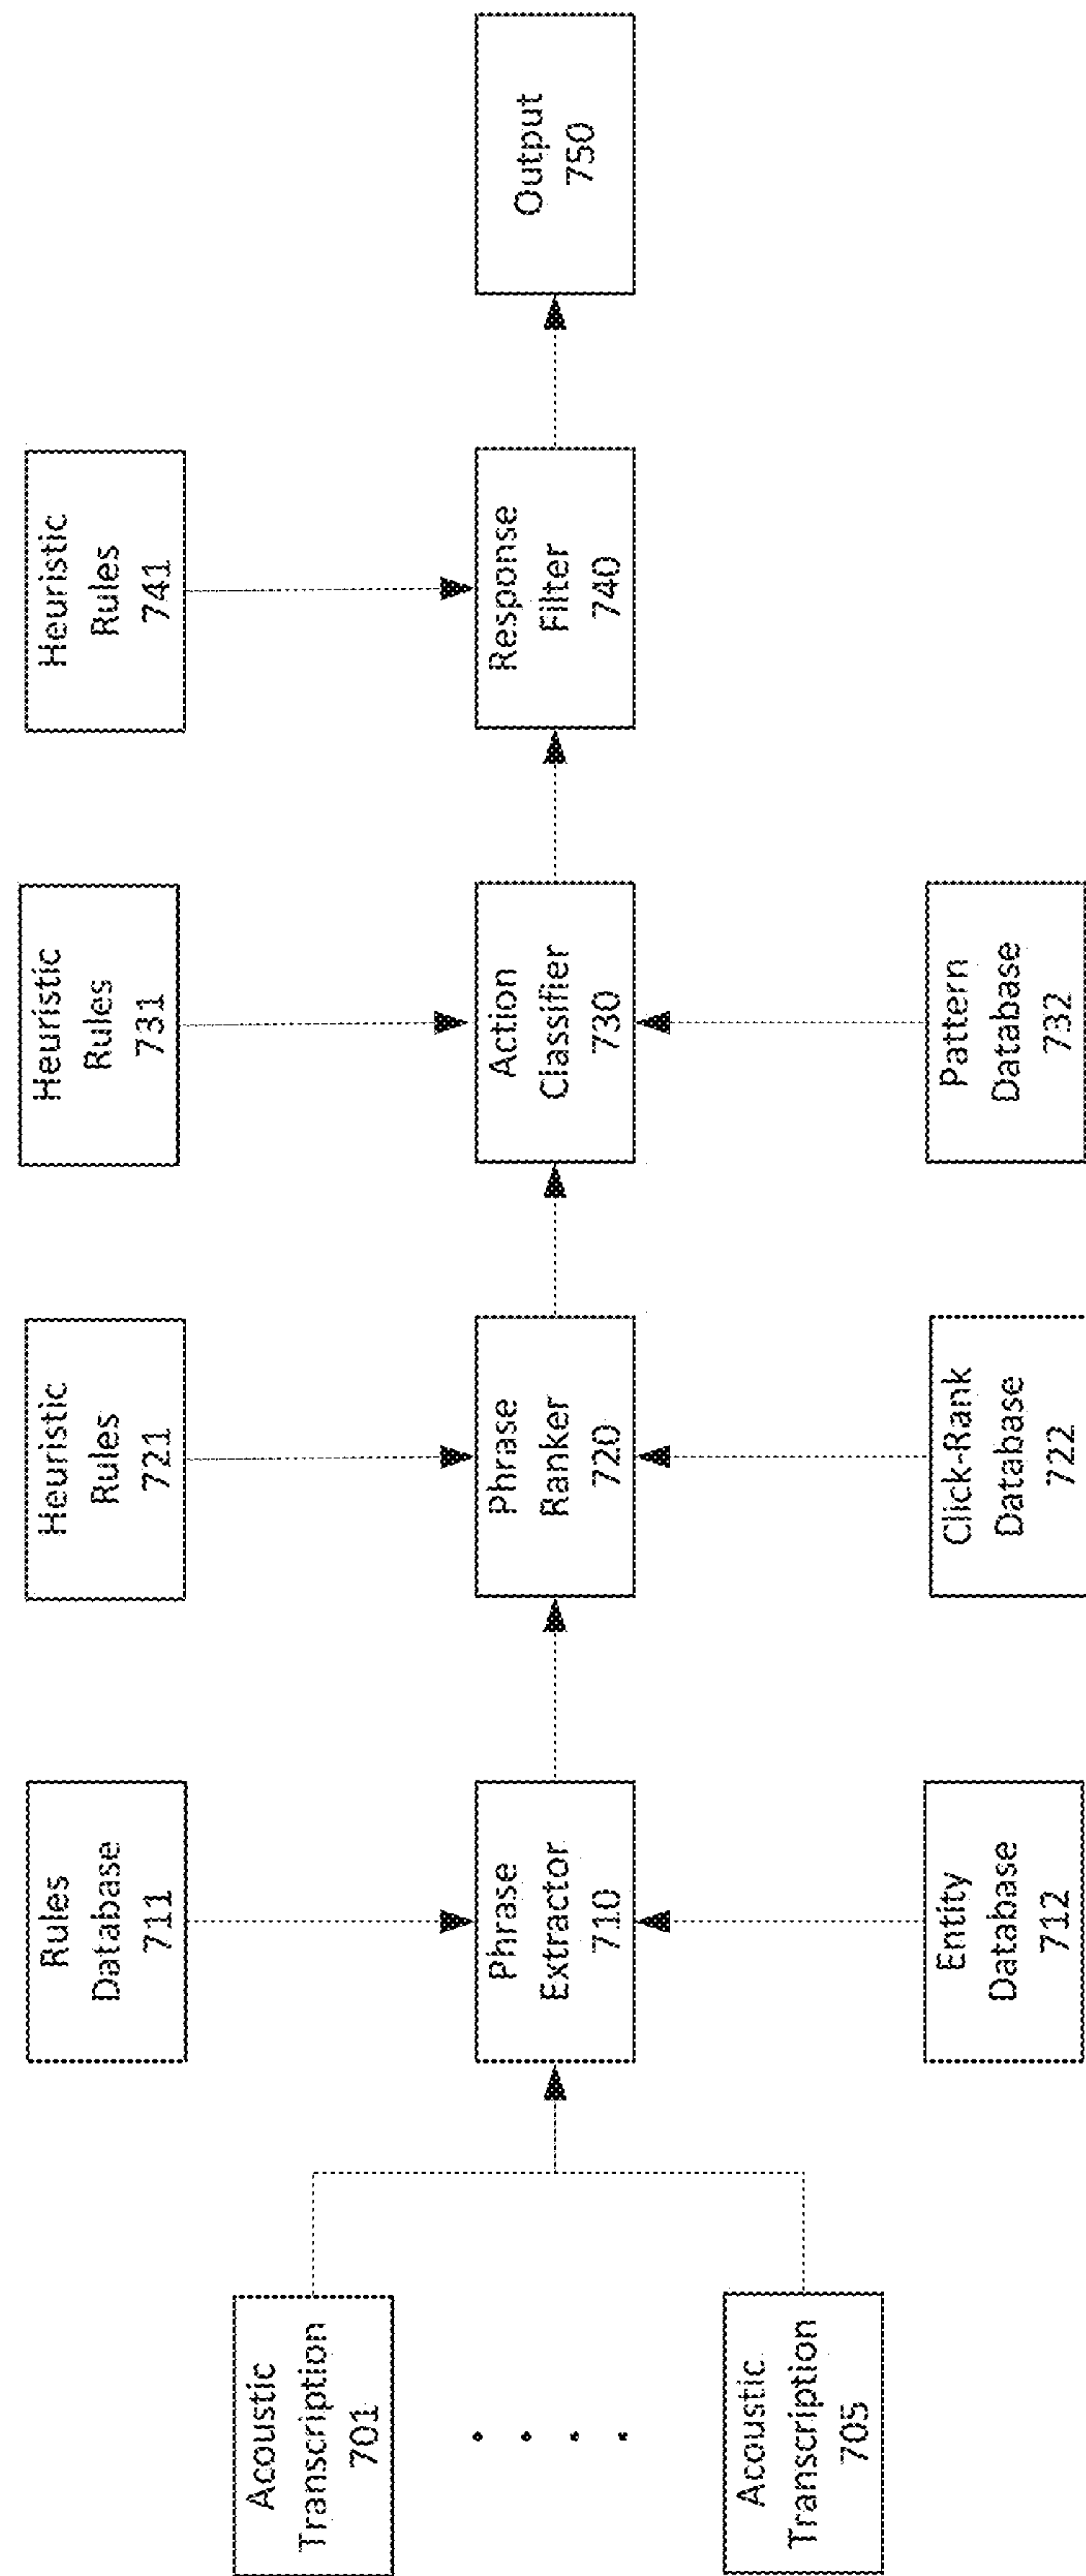 Acoustic
Transcription
701
Acoustic
Transcription
705
Rules
Database
711
Phrase
Extractor
710
Entity
Database
712
Heuristic
Rules
721
Phrase
Ranker
720
Click-Rank
Database
722
Heuristic
Rules
731
Action
Classifier
730
Pattern
Database
732
Heuristic
Rules
741
Response
Filter
740
Output
750